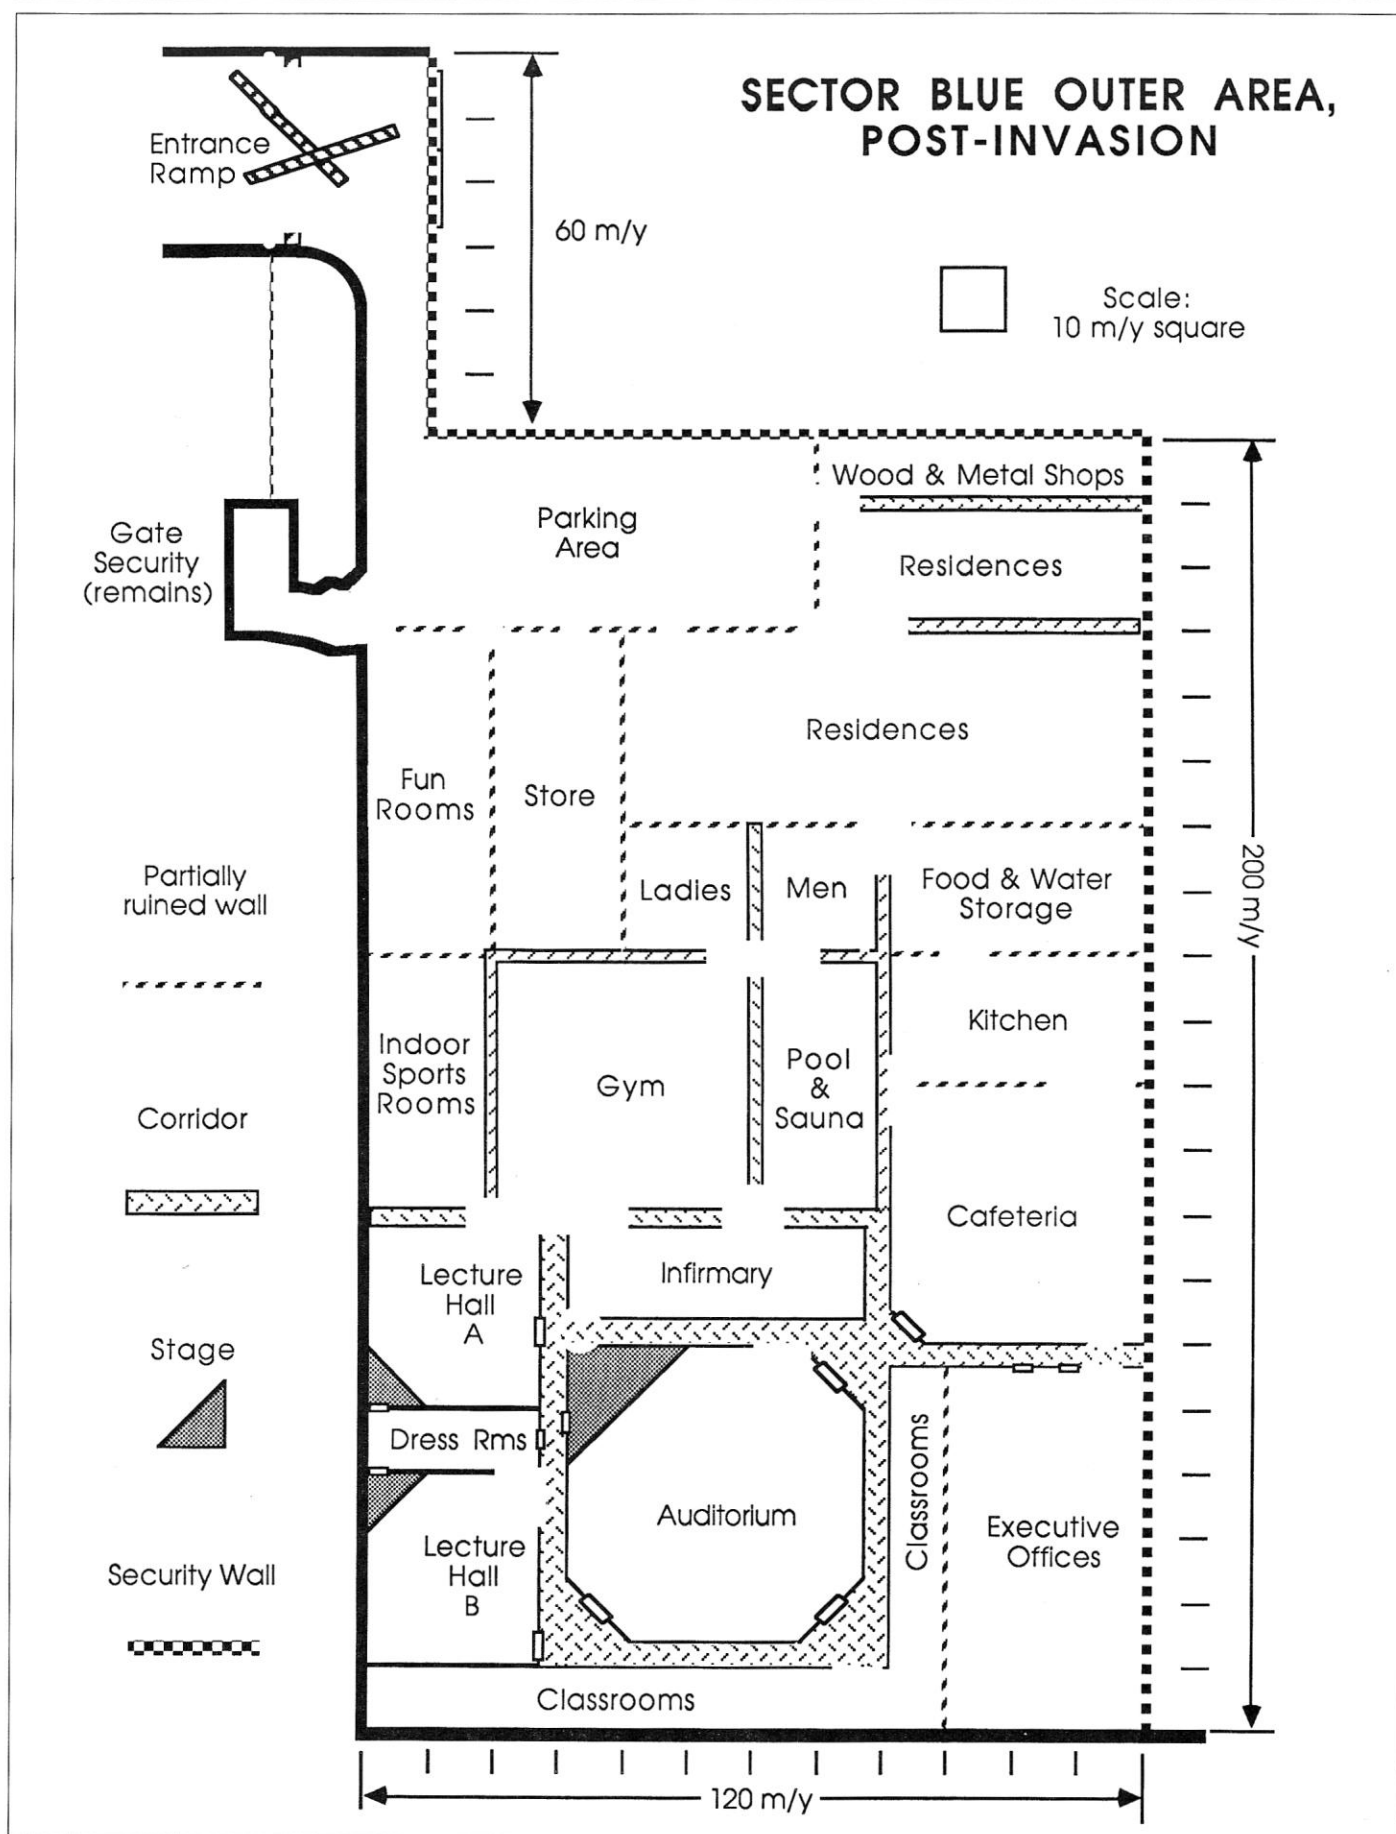 SECTOR BLUE OUTER AREA,
POST-INVASION
Entrance
Ramp
60 m/y
Scale:
10 m/y square
Wood & Metal Shops
Parking
Area
Gate
Security
(remains)
Residences
Residences
Fun
Rooms
Store
Partially
ruined wall
Ladies
Men
Food & Water
Storage
200 m/y
Kitchen
Indoor
Sports
Rooms
Gym
Pool
&
Sauna
Corridor
Cafeteria
Lecture
Hall
A
Infirmary
Stage
Dress Rms
Auditorium
Classrooms
Executive
Offices
Lecture
Hall
B
Security Wall
Classrooms
120 m/y